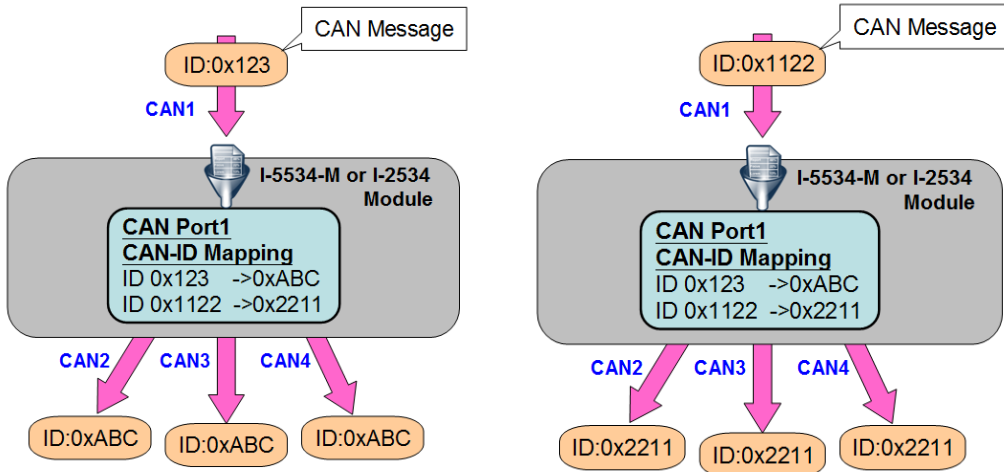 CAN Message
ID:0x123
CAN1
I-5534-M or I-2534
Module
CAN Port1
CAN-ID Mapping
ID 0x123 ->0xABC
ID 0x1122 ->0x2211
CAN2
CAN3
CAN4
ID:0xABC
ID:0xABC
ID:0xABC
CAN Message
ID:0x1122
CAN1
I-5534-M or I-2534
Module
CAN Port1
CAN-ID Mapping
ID 0x123 ->0xABC
ID 0x1122 ->0x2211
CAN2
CAN3
CAN4
ID:0x2211
ID:0x2211
ID:0x2211